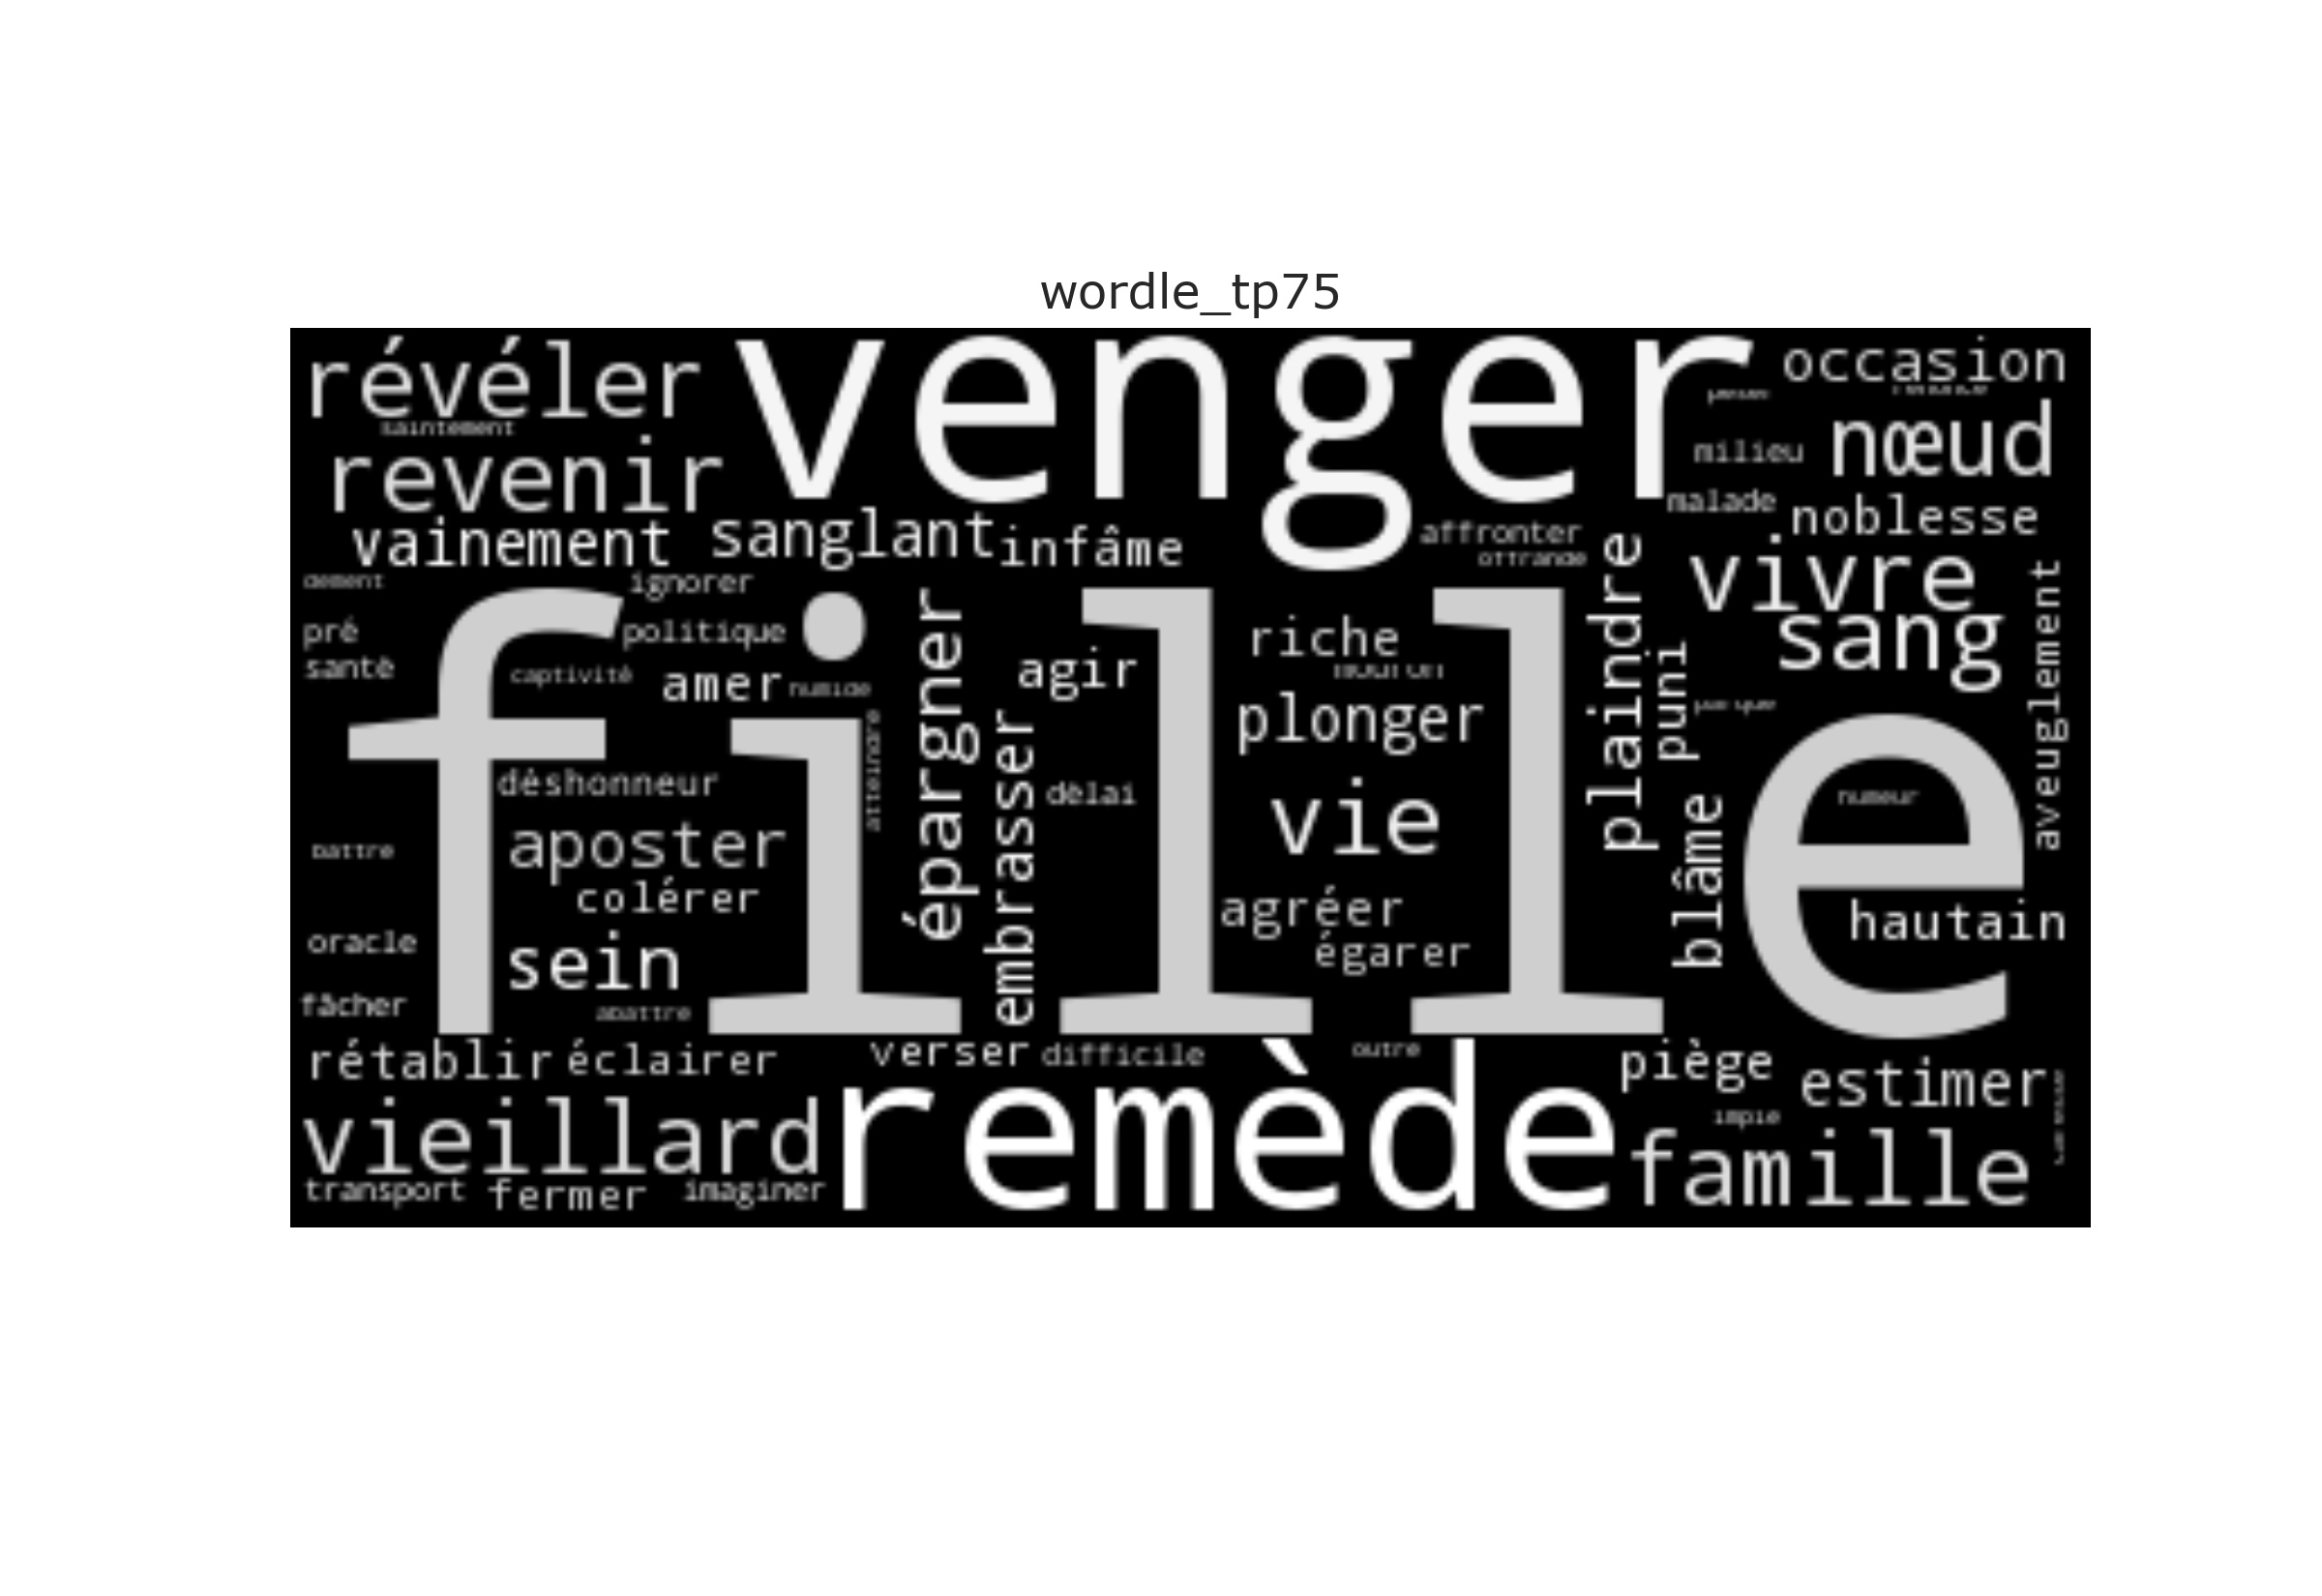 wordle_tp75
révéler
venger
occasion
saintement
revenir
milieu
nœud
malade
noblesse
vainement
sanglant
infâme
affronter
offrande
plaindre
vivre
sang
aveuglement
ignorer
pré
politique
santé
captivité
amer
numide
épargner
agir
riche
plonger
puni
embrasser
atteindre
déshonneur
délai
vie
fille
battre
aposter
colérer
blâme
agréer
égarer
hautain
oracle
sein
fâcher
abattre
rétablir
éclairer
verser
difficile
outre
piège
estimer
impie
vieillard
remède
famille
transport
fermer
imaginer